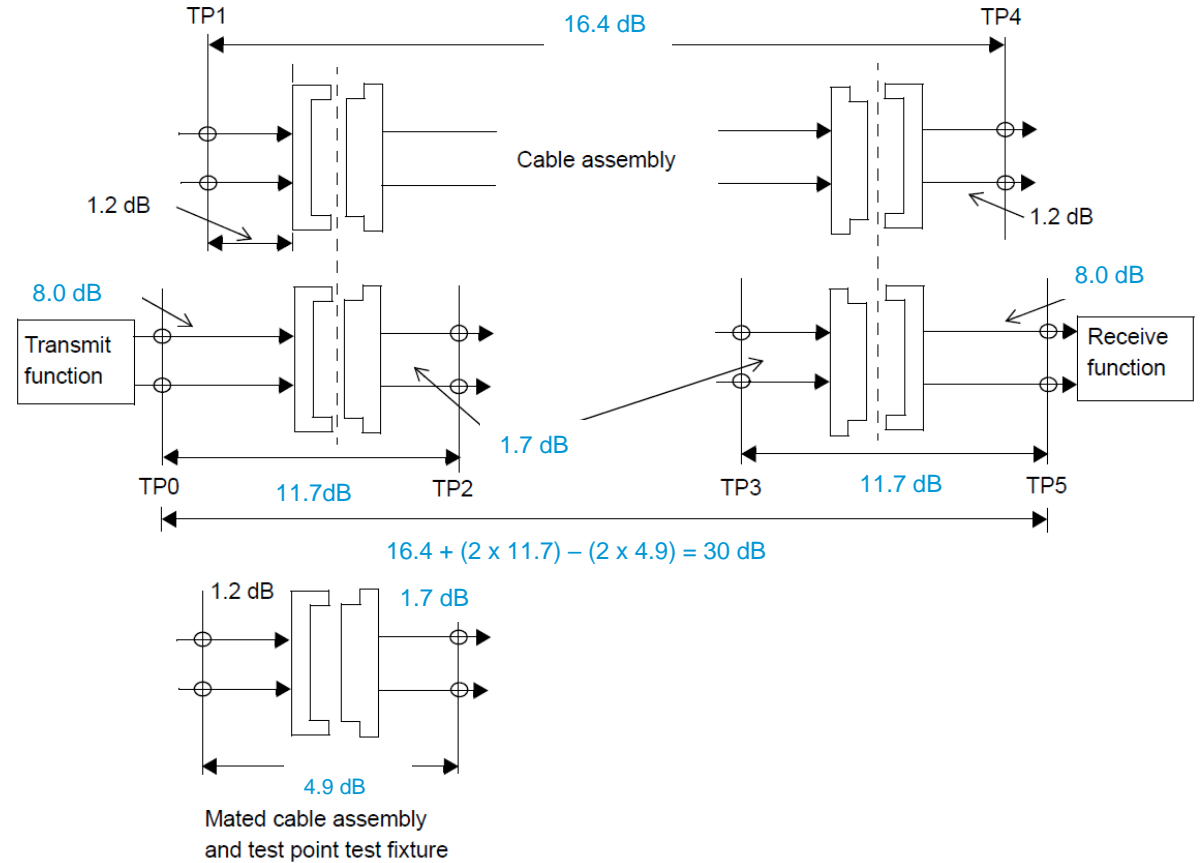 TP1
16.4 dB
TP4
Cable assembly
1.2 dB
1.2 dB
8.0 dB
8.0 dB
Transmit
function
Receive
function
1.7 dB
TP0
11.7dB
TP2
TP3
11.7 dB
TP5
16.4 + (2 x 11.7) – (2 x 4.9) = 30 dB
1.2 dB
1.7 dB
4.9 dB
Mated cable assembly
and test point test fixture